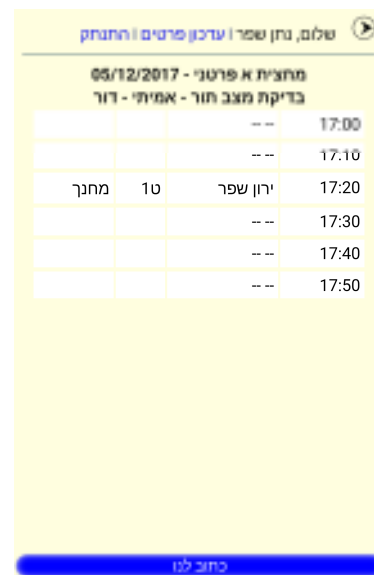 שלום, נתן שפר | עדכון פרטים | התנתק
מחצית א פרטני - 05/12/2017
בדיקת מצב תור - אמיתי - דור
17:00 -- --
17:10 -- --
17:20 ירון שפר ט1 מחנך
17:30 -- --
17:40 -- --
17:50 -- --
כתוב לנו